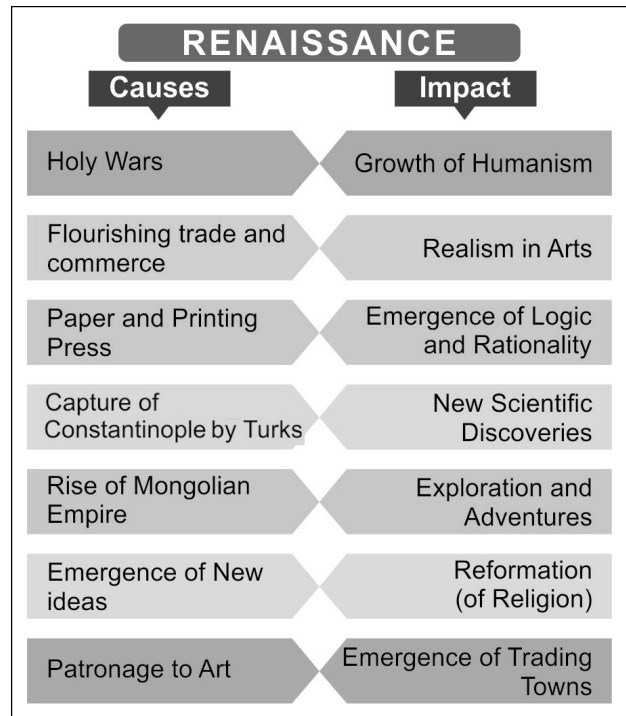 RENAISSANCE
Causes
Impact
Holy Wars
Growth of Humanism
Flourishing trade and
commerce
Realism in Arts
Paper and Printing
Press
Emergence of Logic
and Rationality
Capture of
Constantinople by Turks
New Scientific
Discoveries
Rise of Mongolian
Empire
Exploration and
Adventures
Emergence of New
ideas
Reformation
(of Religion)
Patronage to Art
Emergence of Trading
Towns